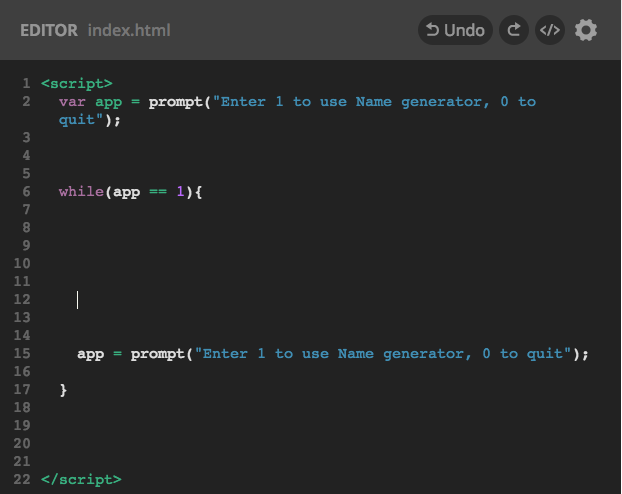 EDITOR index.html
Undo
</>
1 <script>
2 var app = prompt("Enter 1 to use Name generator, 0 to
quit");
3
4
5
6 while(app == 1){
7
8
9
10
11
12
13
14
15 app = prompt("Enter 1 to use Name generator, 0 to quit");
16
17 }
18
19
20
21
22 </script>